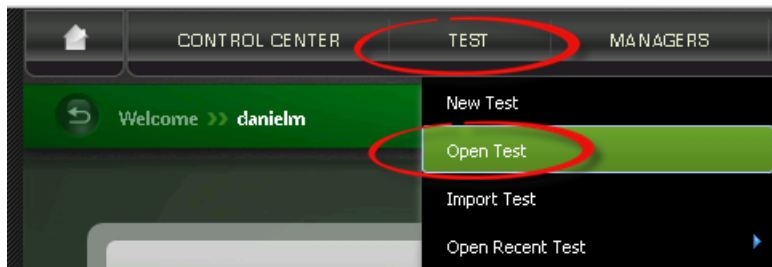 CONTROL CENTER TEST MANAGERS
Welcome >> danielm
New Test
Open Test
Import Test
Open Recent Test